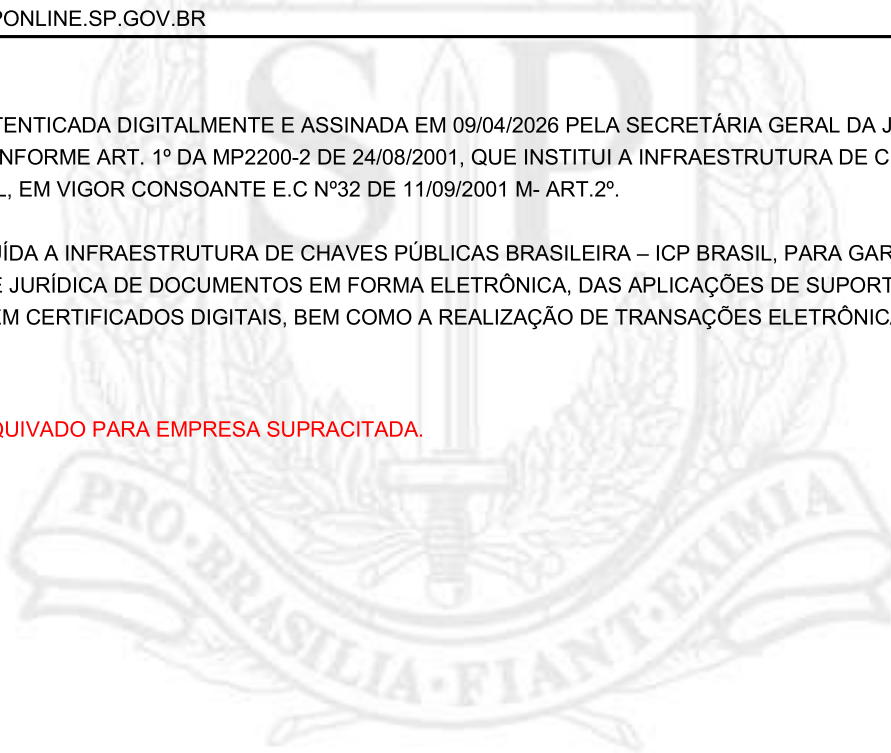 PONLINE.SP.GOV.BR
TENTICADA DIGITALMENTE E ASSINADA EM 09/04/2026 PELA SECRETÁRIA GERAL DA J
NFORME ART. 1º DA MP2200-2 DE 24/08/2001, QUE INSTITUI A INFRAESTRUTURA DE C
L, EM VIGOR CONSOANTE E.C Nº32 DE 11/09/2001 M- ART.2º.
UÍDA A INFRAESTRUTURA DE CHAVES PÚBLICAS BRASILEIRA – ICP BRASIL, PARA GAR
E JURÍDICA DE DOCUMENTOS EM FORMA ELETRÔNICA, DAS APLICAÇÕES DE SUPORT
EM CERTIFICADOS DIGITAIS, BEM COMO A REALIZAÇÃO DE TRANSAÇÕES ELETRÔNICA
QUIVADO PARA EMPRESA SUPRACITADA.
SP
PRO·BRASILIA·FIANT·EXIMIA